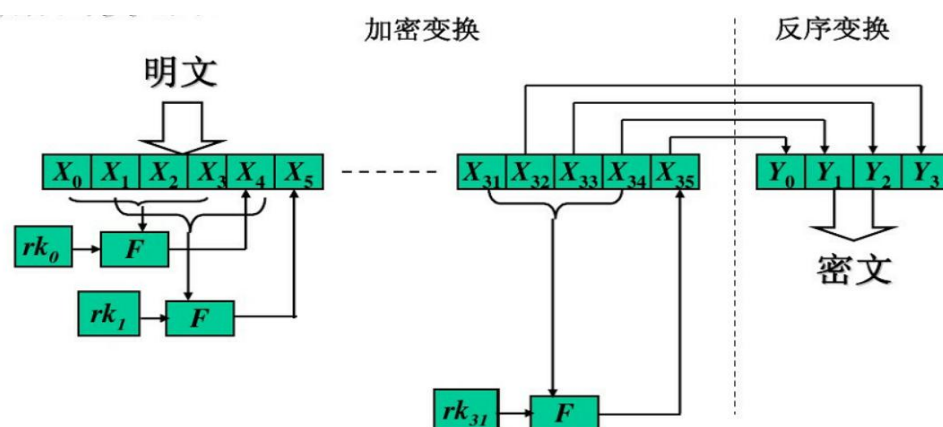 加密变换 反序变换
明文
X₀ X₁ X₂ X₃ X₄ X₅ X₃₁ X₃₂ X₃₃ X₃₄ X₃₅ Y₀ Y₁ Y₂ Y₃
rk₀ F
密文
rk₁ F
rk₃₁ F